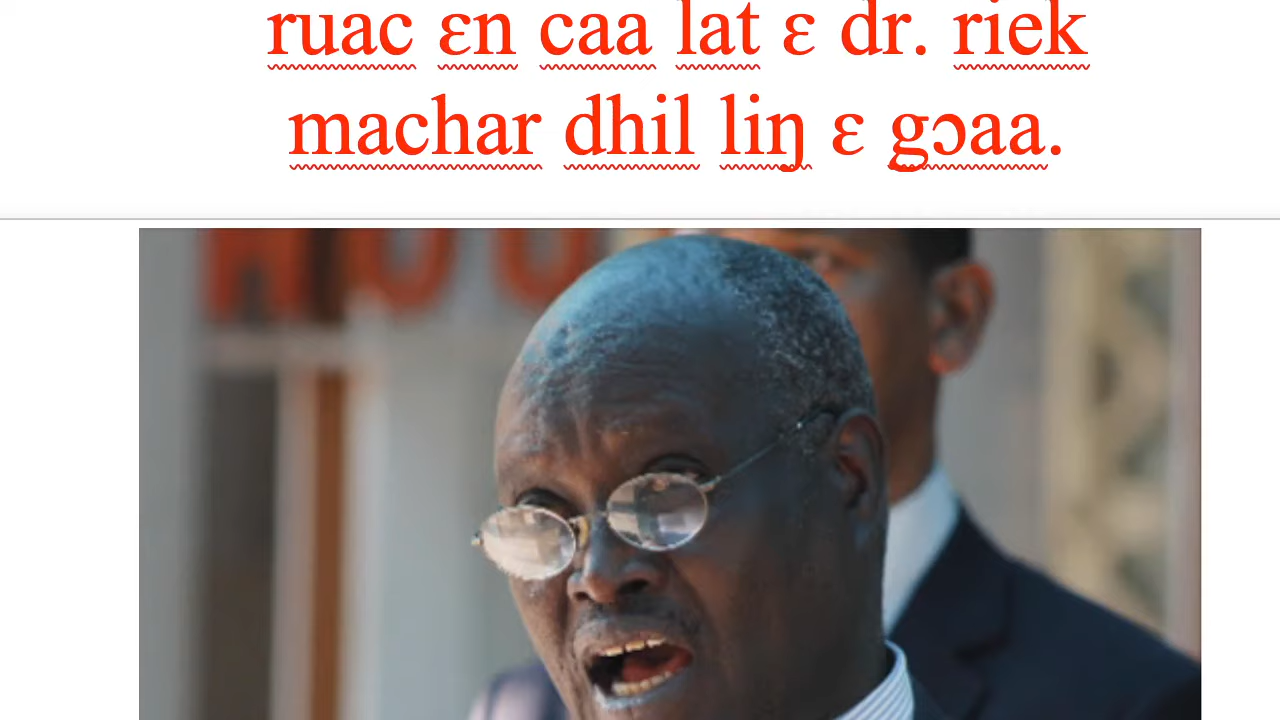 ruac ɛn caa lat ɛ dr. riek
machar dhil liŋ ɛ gɔaa.